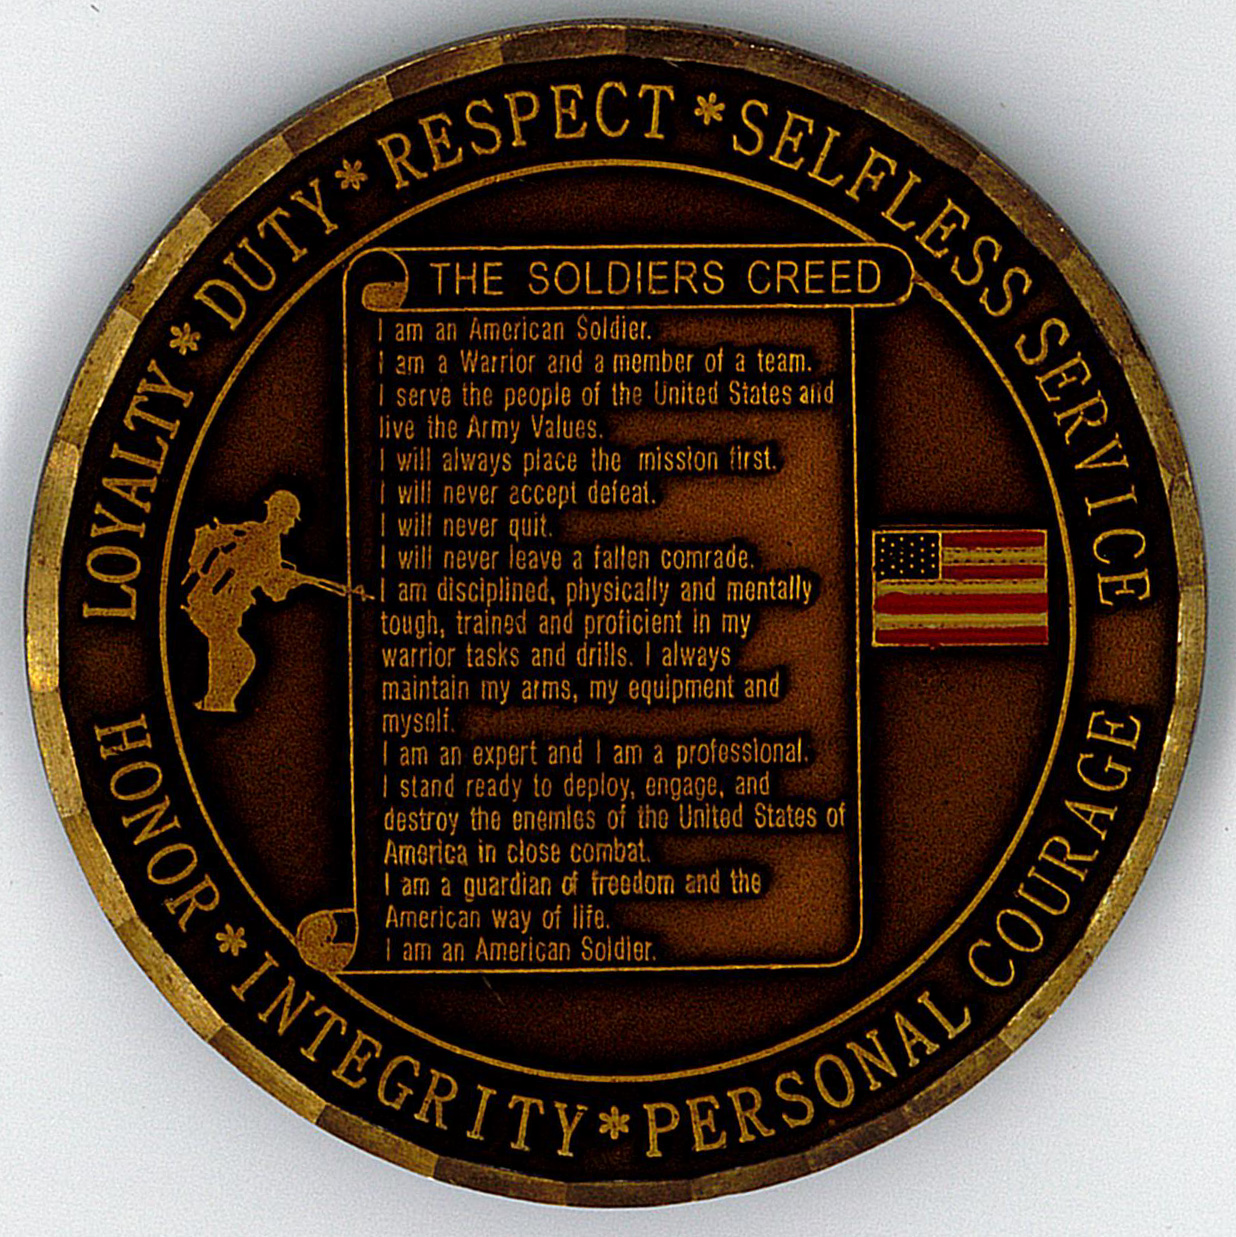 LOYALTY * DUTY * RESPECT * SELFLESS SERVICE
HONOR * INTEGRITY * PERSONAL COURAGE
THE SOLDIERS CREED
I am an American Soldier.
I am a Warrior and a member of a team.
I serve the people of the United States and
live the Army Values.
I will always place the mission first.
I will never accept defeat.
I will never quit.
I will never leave a fallen comrade.
I am disciplined, physically and mentally
tough, trained and proficient in my
warrior tasks and drills. I always
maintain my arms, my equipment and
myself.
I am an expert and I am a professional.
I stand ready to deploy, engage, and
destroy the enemies of the United States of
America in close combat.
I am a guardian of freedom and the
American way of life.
I am an American Soldier.